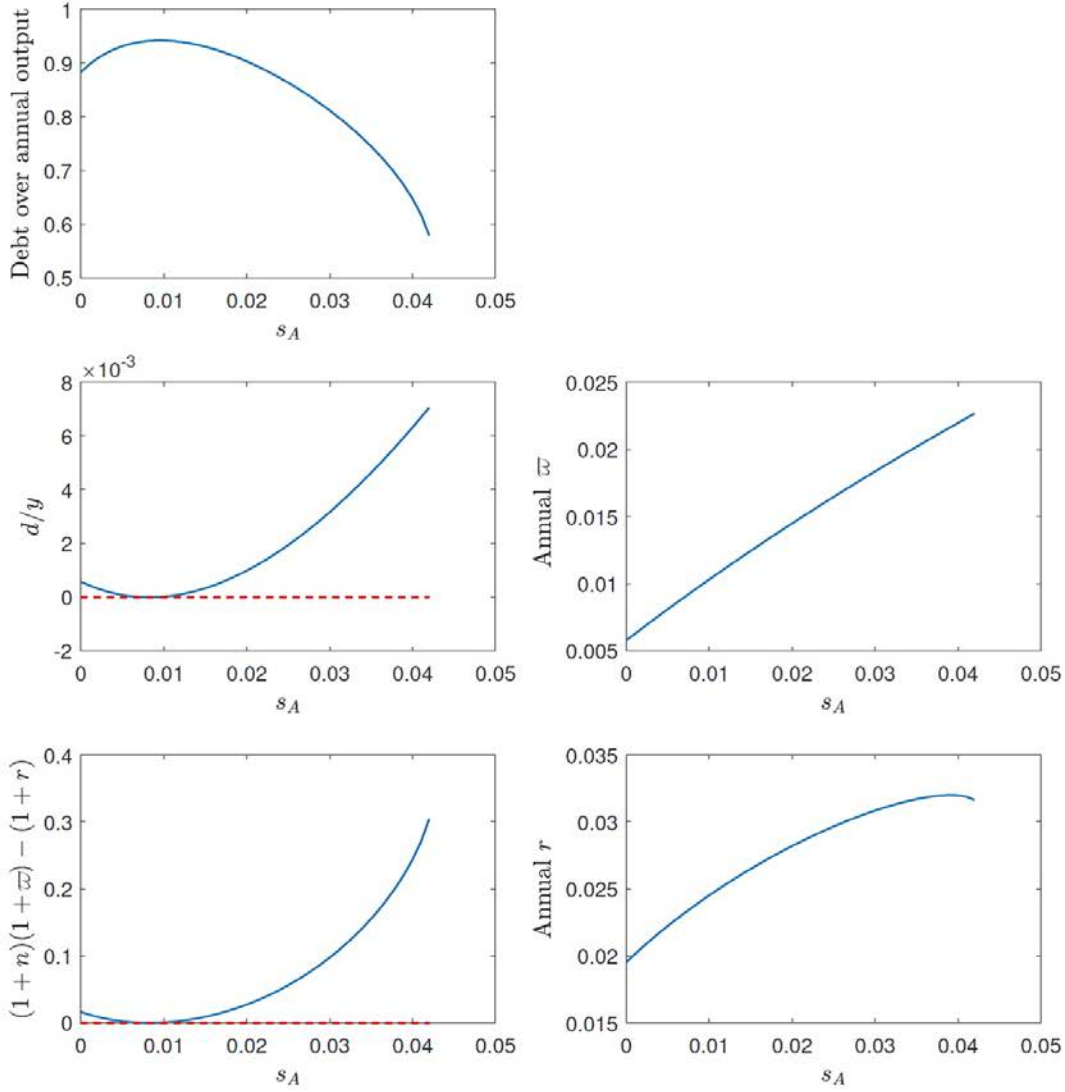 Debt over annual output
1
0.9
0.8
0.7
0.6
0.5
0 0.01 0.02 0.03 0.04 0.05
s_A
d/y
×10^-3
8
6
4
2
0
-2
0 0.01 0.02 0.03 0.04 0.05
s_A
Annual ϖ
0.025
0.02
0.015
0.01
0.005
0 0.01 0.02 0.03 0.04 0.05
s_A
(1 + n)(1 + ϖ) − (1 + r)
0.4
0.3
0.2
0.1
0
0 0.01 0.02 0.03 0.04 0.05
s_A
Annual r
0.035
0.03
0.025
0.02
0.015
0 0.01 0.02 0.03 0.04 0.05
s_A